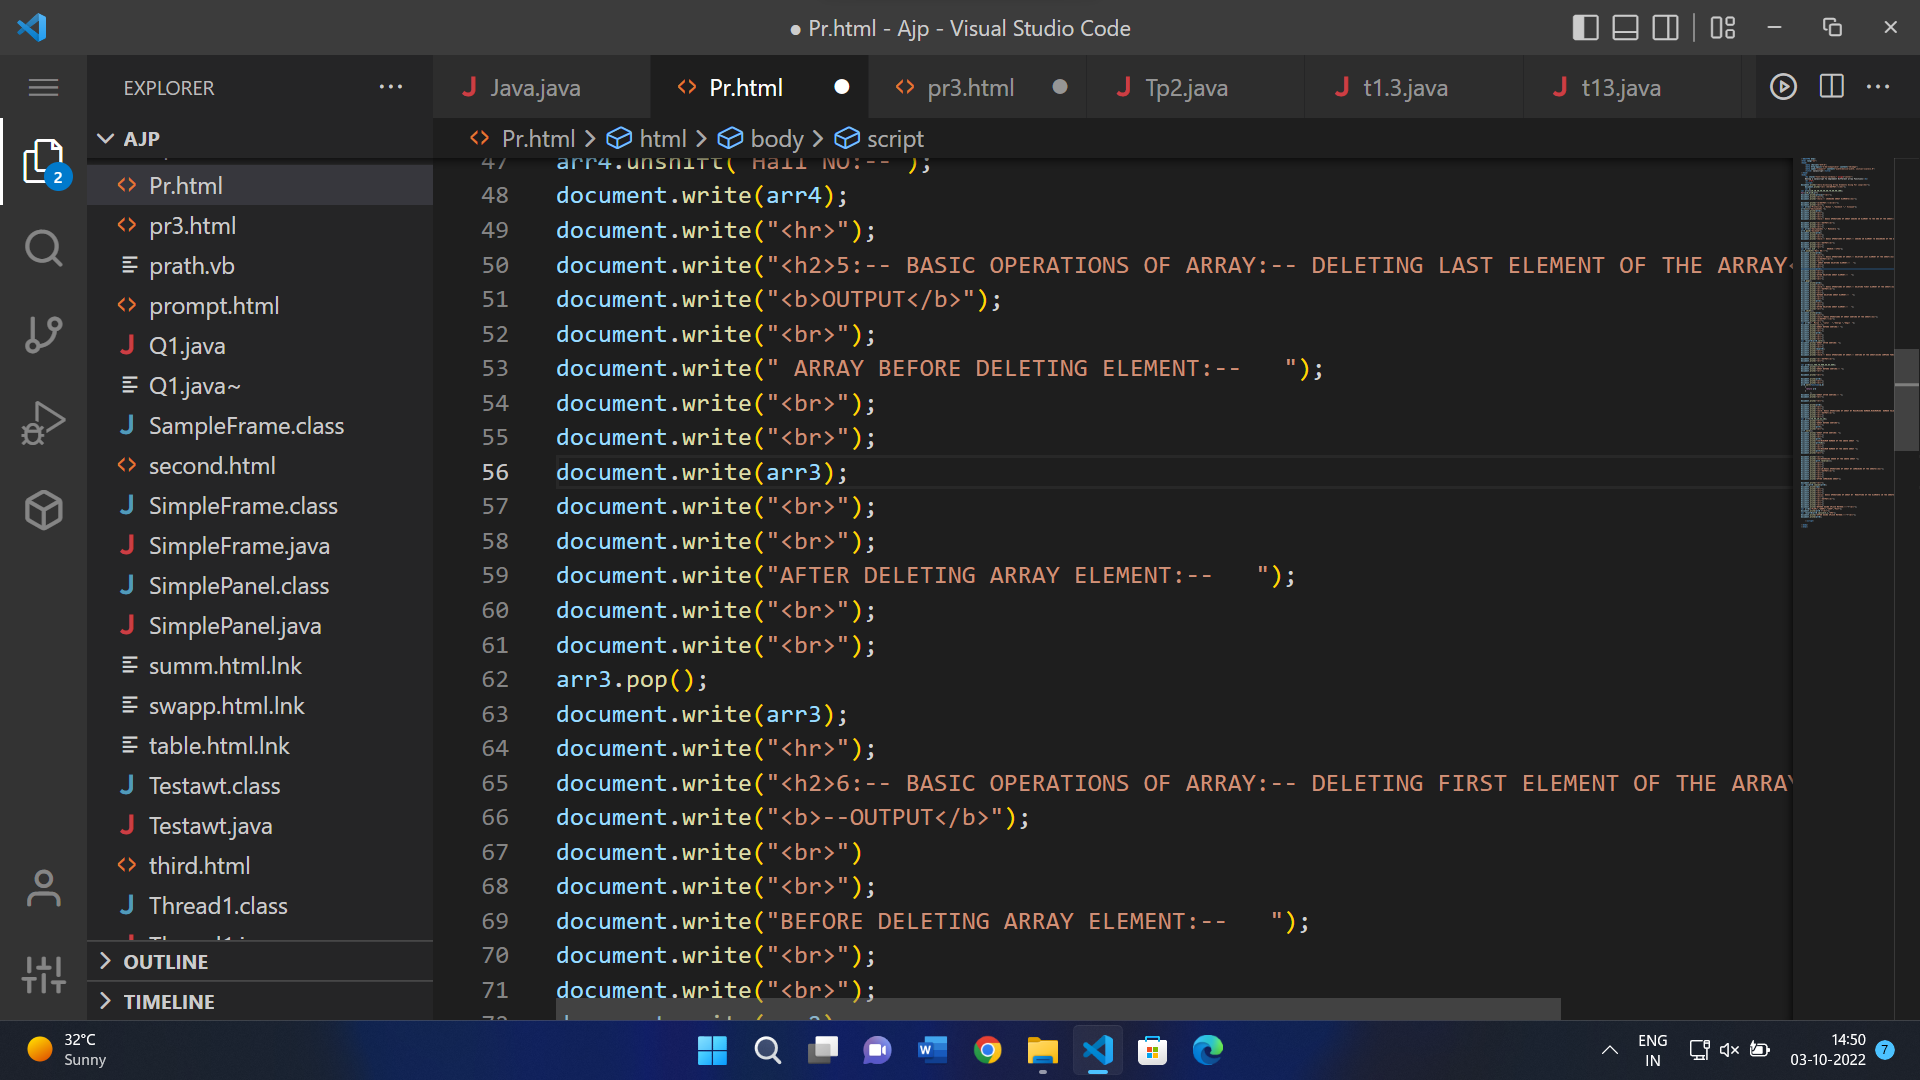 ● Pr.html - Ajp - Visual Studio Code
EXPLORER
Java.java
Pr.html
pr3.html
Tp2.java
t1.3.java
t13.java
AJP
Pr.html > html > body > script
Pr.html
pr3.html
prath.vb
prompt.html
Q1.java
Q1.java~
SampleFrame.class
second.html
SimpleFrame.class
SimpleFrame.java
SimplePanel.class
SimplePanel.java
summ.html.lnk
swapp.html.lnk
table.html.lnk
Testawt.class
Testawt.java
third.html
Thread1.class
OUTLINE
TIMELINE
2
47 arr4.unshift("Hall NO:-- ");
48 document.write(arr4);
49 document.write("<hr>");
50 document.write("<h2>5:-- BASIC OPERATIONS OF ARRAY:-- DELETING LAST ELEMENT OF THE ARRAY<
51 document.write("<b>OUTPUT</b>");
52 document.write("<br>");
53 document.write(" ARRAY BEFORE DELETING ELEMENT:--   ");
54 document.write("<br>");
55 document.write("<br>");
56 document.write(arr3);
57 document.write("<br>");
58 document.write("<br>");
59 document.write("AFTER DELETING ARRAY ELEMENT:--   ");
60 document.write("<br>");
61 document.write("<br>");
62 arr3.pop();
63 document.write(arr3);
64 document.write("<hr>");
65 document.write("<h2>6:-- BASIC OPERATIONS OF ARRAY:-- DELETING FIRST ELEMENT OF THE ARRAY
66 document.write("<b>--OUTPUT</b>");
67 document.write("<br>")
68 document.write("<br>");
69 document.write("BEFORE DELETING ARRAY ELEMENT:--   ");
70 document.write("<br>");
71 document.write("<br>");
32°C
Sunny
ENG
IN
14:50
03-10-2022
7